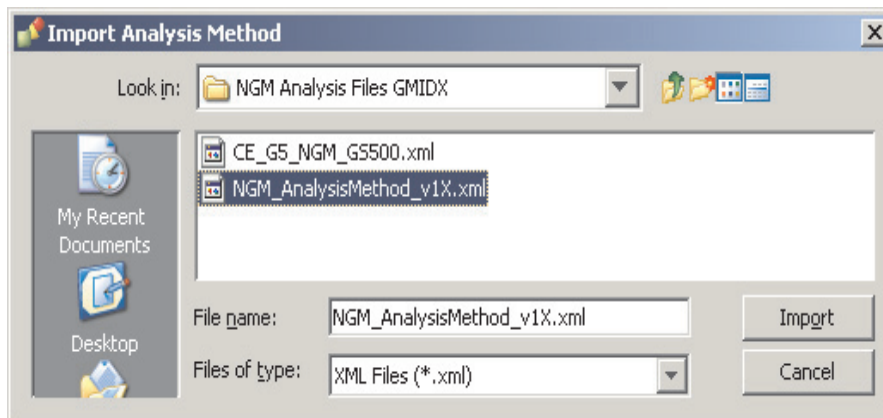 Import Analysis Method
Look in:
NGM Analysis Files GMIDX
CE_G5_NGM_GS500.xml
NGM_AnalysisMethod_v1X.xml
My Recent
Documents
Desktop
File name:
NGM_AnalysisMethod_v1X.xml
Import
Files of type:
XML Files (*.xml)
Cancel